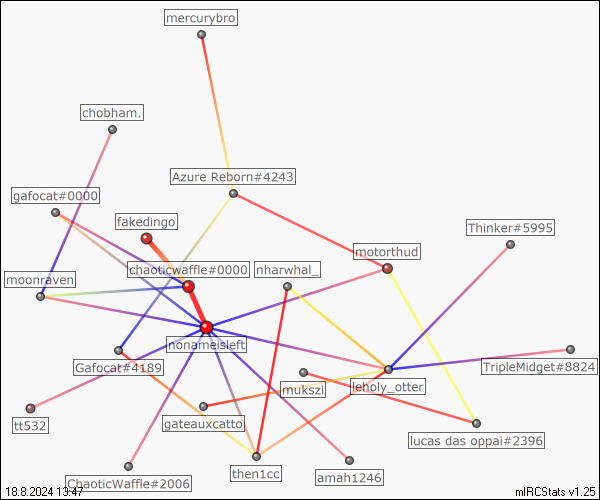 mercurybro
chobham.
Azure Reborn#4243
gafocat#0000
fakedingo
Thinker#5995
motorthud
chaoticwaffle#0000
nharwhal_
moonraven
nonameisleft
Gafocat#4189
TripleMidget#8824
mukszi
leholy_otter
tt532
gateauxcatto
lucas das oppai#2396
then1cc
amah1246
ChaoticWaffle#2006
18.8.2024 13:47
mIRCStats v1.25